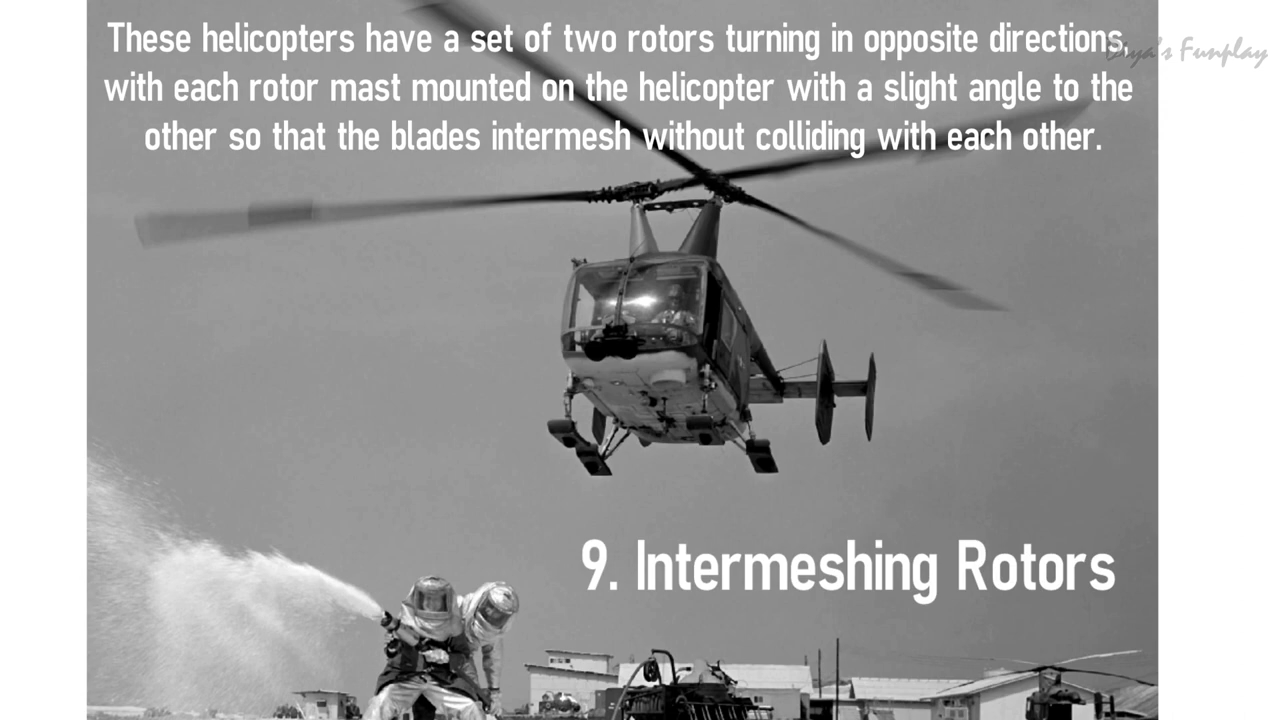 These helicopters have a set of two rotors turning in opposite directions,
with each rotor mast mounted on the helicopter with a slight angle to the
other so that the blades intermesh without colliding with each other.
9. Intermeshing Rotors
Funplay